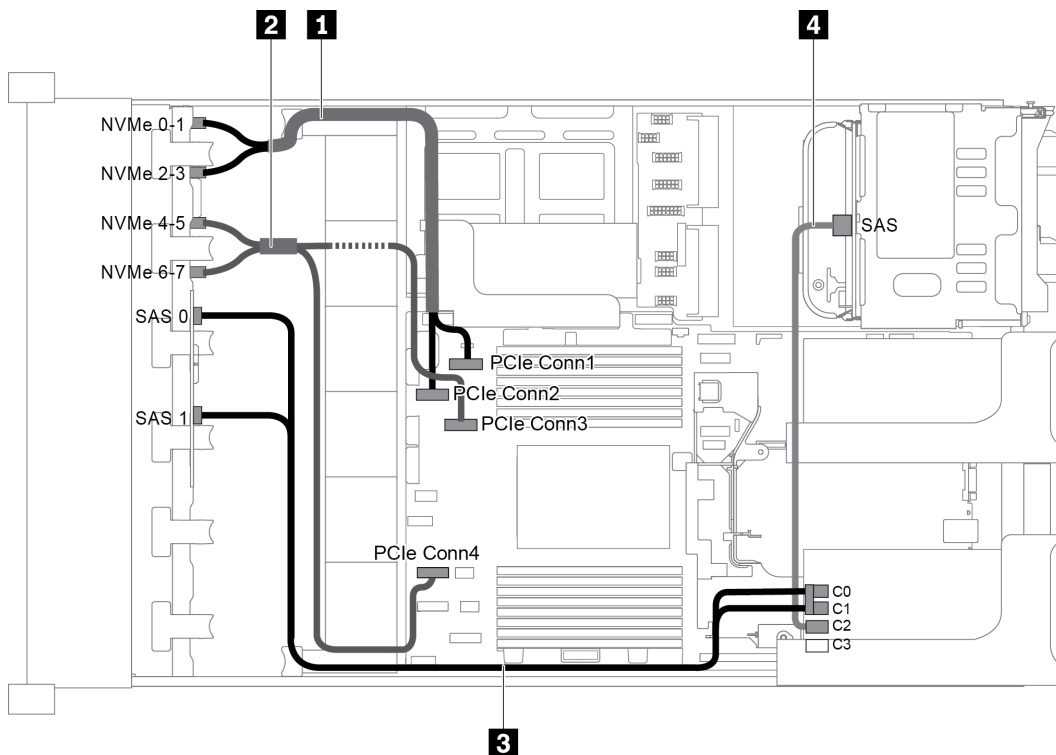 2
1
4
NVMe 0-1
NVMe 2-3
NVMe 4-5
SAS
NVMe 6-7
SAS 0
PCIe Conn1
PCIe Conn2
SAS 1
PCIe Conn3
PCIe Conn4
C0
C1
C2
C3
3